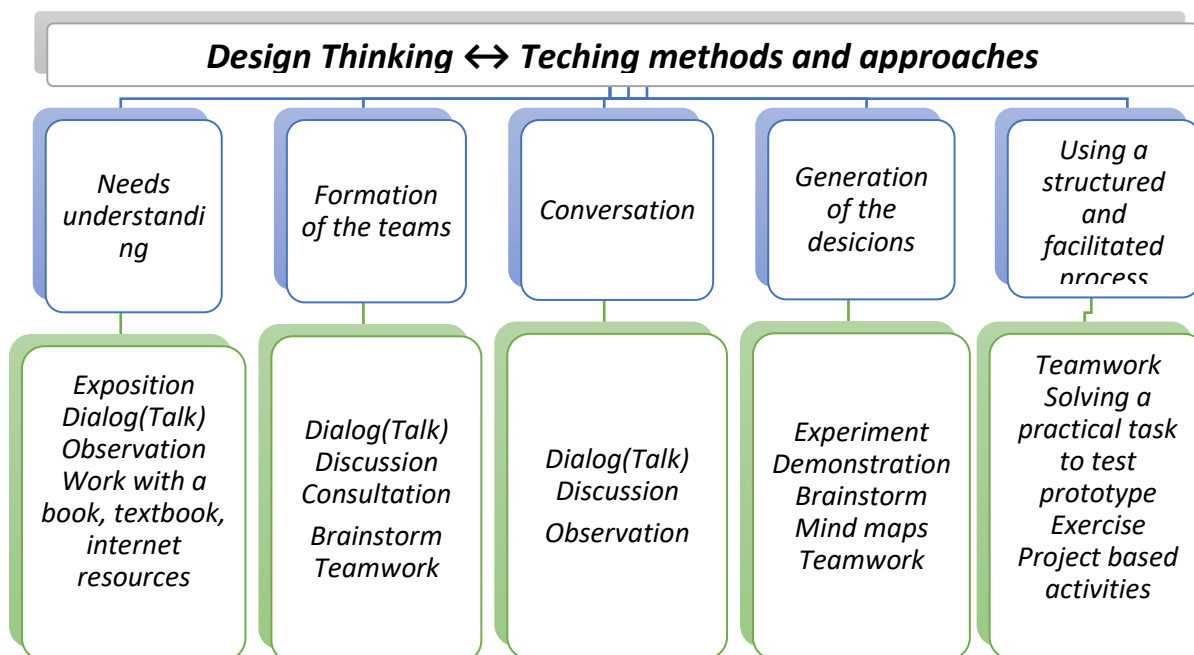 Design Thinking ↔ Teching methods and approaches
Needs
understandi
ng
Formation
of the teams
Conversation
Generation
of the
desicions
Using a
structured
and
facilitated
process
Exposition
Dialog(Talk)
Observation
Work with a
book, textbook,
internet
resources
Dialog(Talk)
Discussion
Consultation
Brainstorm
Teamwork
Dialog(Talk)
Discussion
Observation
Experiment
Demonstration
Brainstorm
Mind maps
Teamwork
Teamwork
Solving a
practical task
to test
prototype
Exercise
Project based
activities